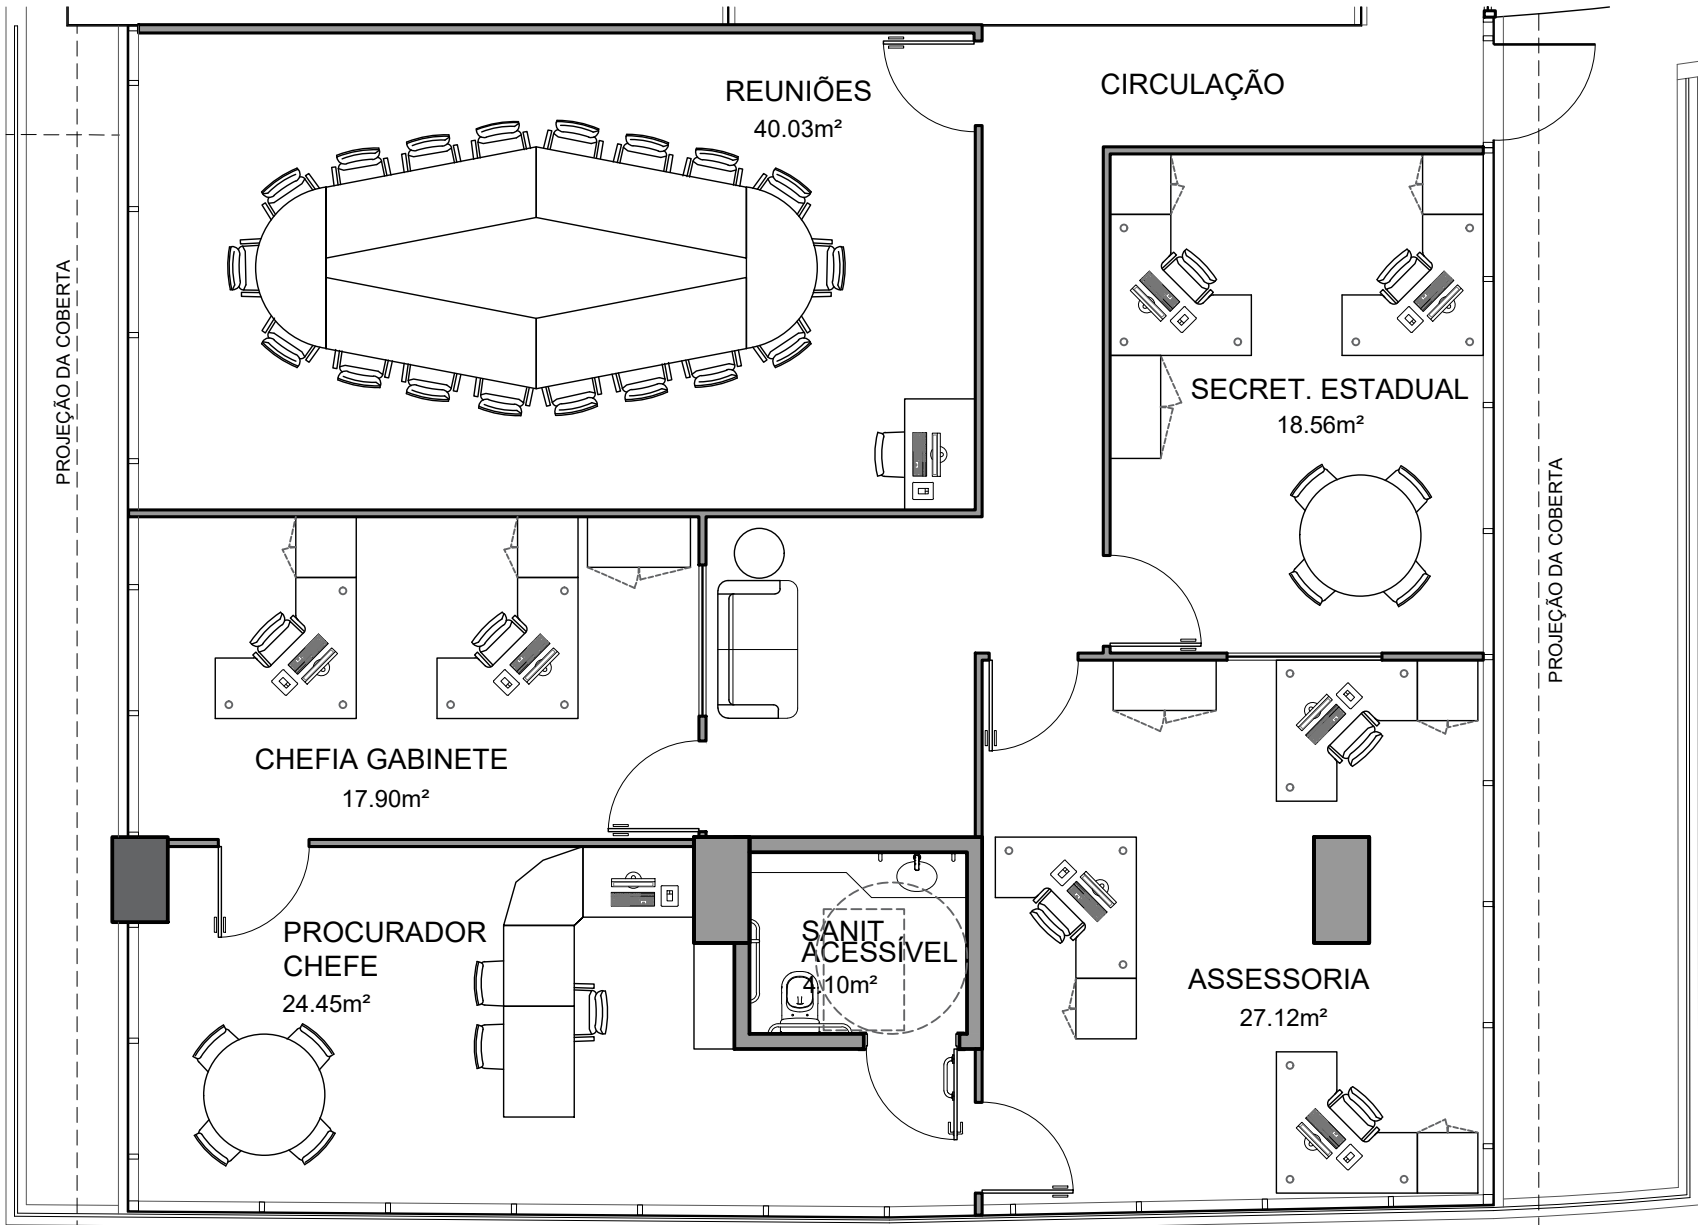 REUNIÕES
40.03m²
CIRCULAÇÃO
PROJEÇÃO DA COBERTA
SECRET. ESTADUAL
18.56m²
PROJEÇÃO DA COBERTA
CHEFIA GABINETE
17.90m²
PROCURADOR
CHEFE
24.45m²
SANIT
ACESSÍVEL
4.10m²
ASSESSORIA
27.12m²